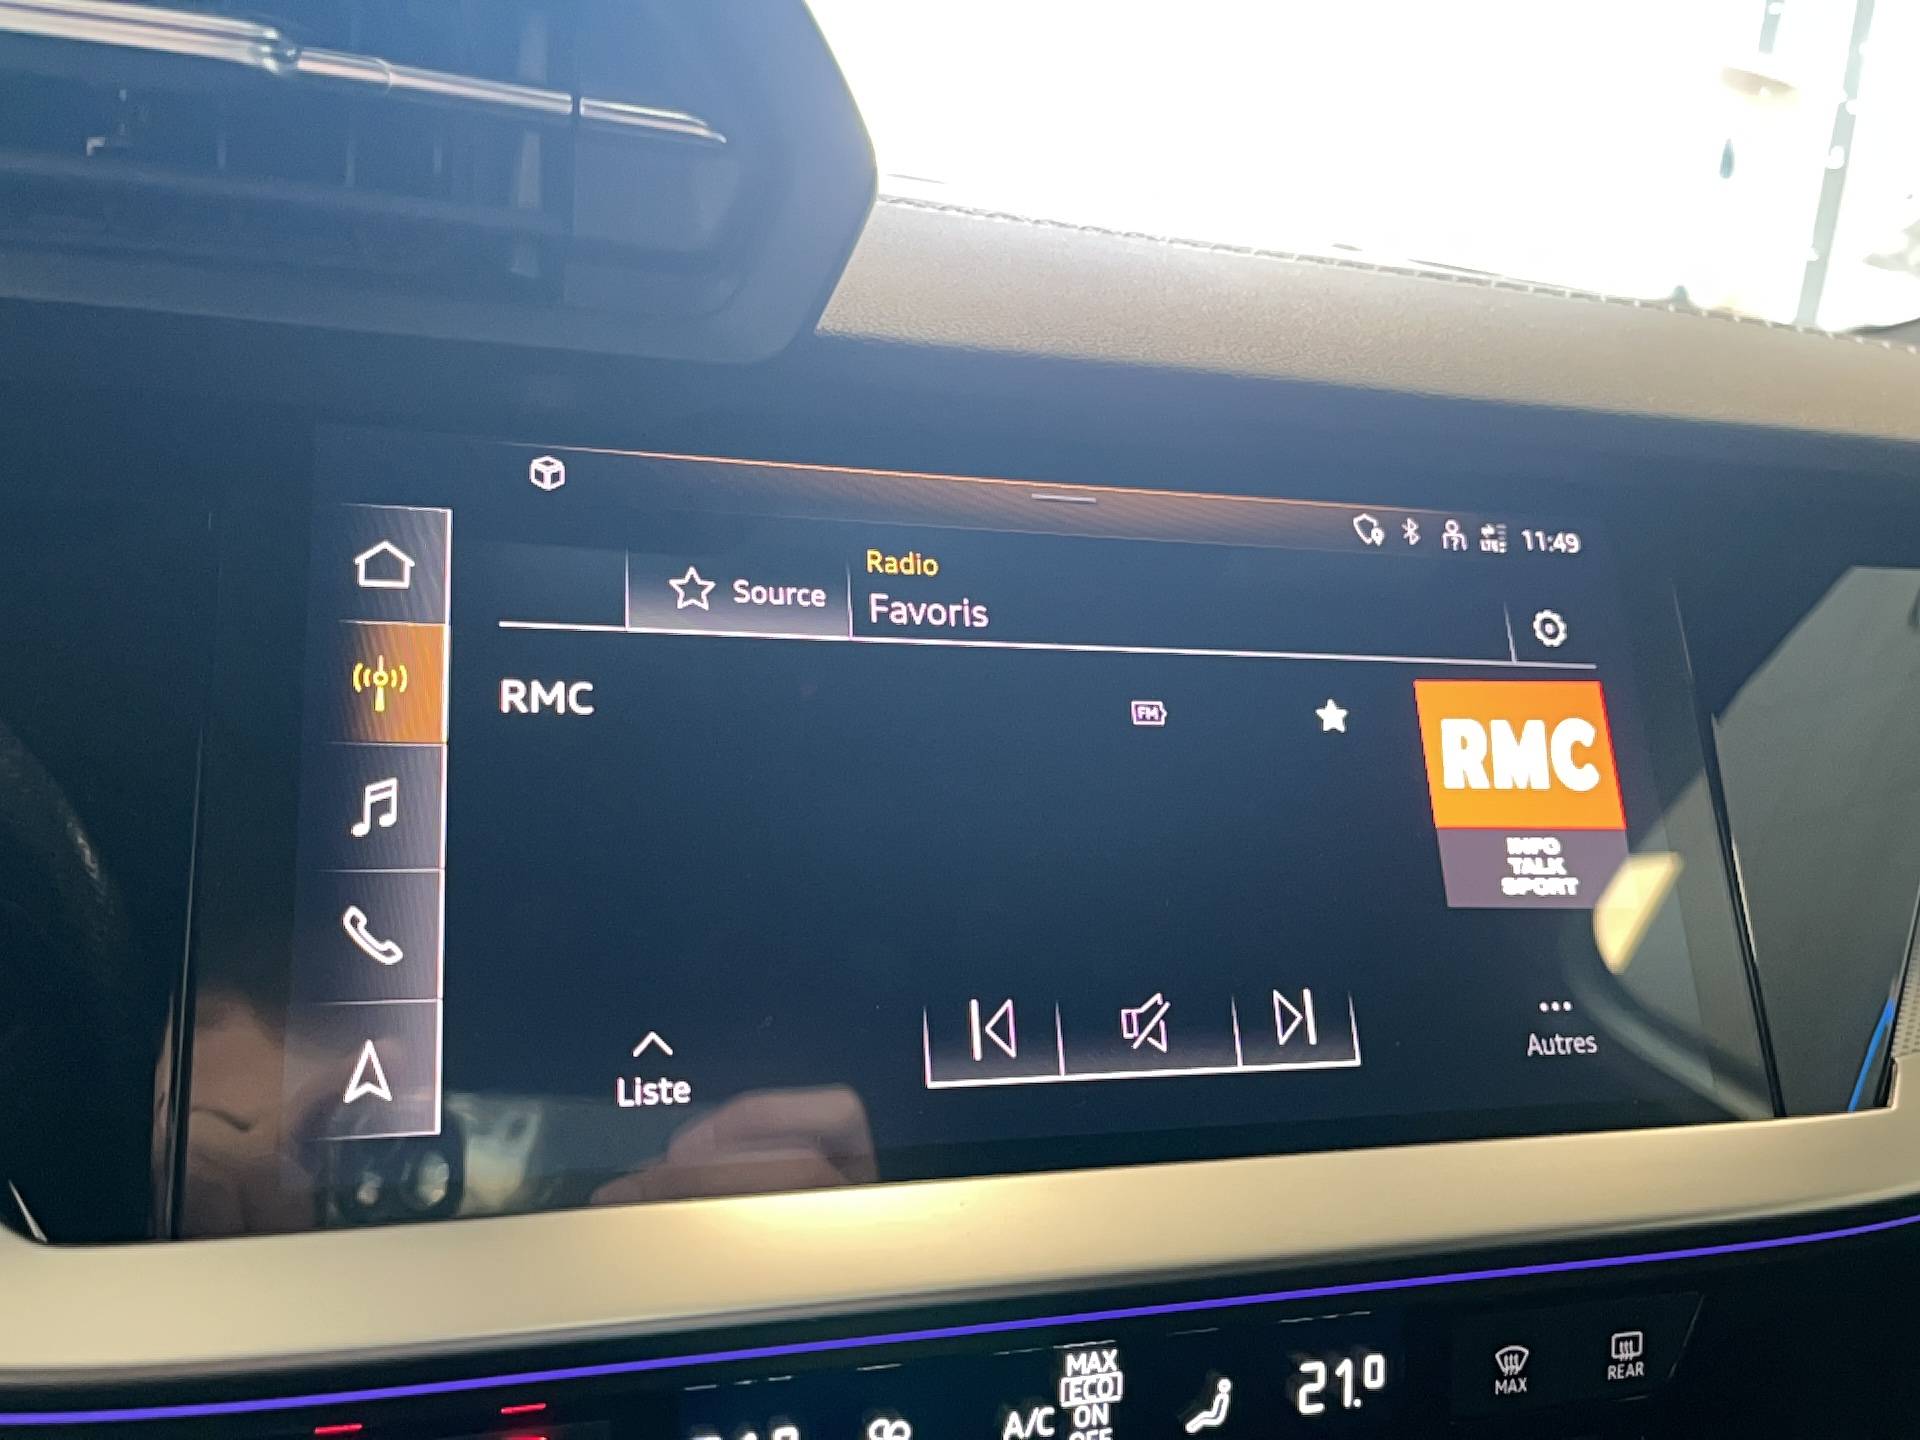 11:49
Source
Radio
Favoris
RMC
FM
RMC
INFO
TALK
SPORT
Liste
Autres
MAX
ECO
A/C
ON
OFF
21.0
MAX
REAR